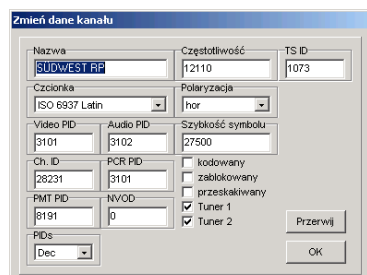 Zmień dane kanału
Nazwa Częstotliwość TS ID
SÜDWEST RP 12110 1073
Czcionka Polaryzacja
ISO 6937 Latin hor
Video PID Audio PID Szybkość symbolu
3101 3102 27500
Ch. ID PCR PID kodowany
28231 3101 zablokowany
przeskakiwany
PMT PID NVOD Tuner 1
8191 0 Tuner 2 Przerwij
PIDs
Dec OK